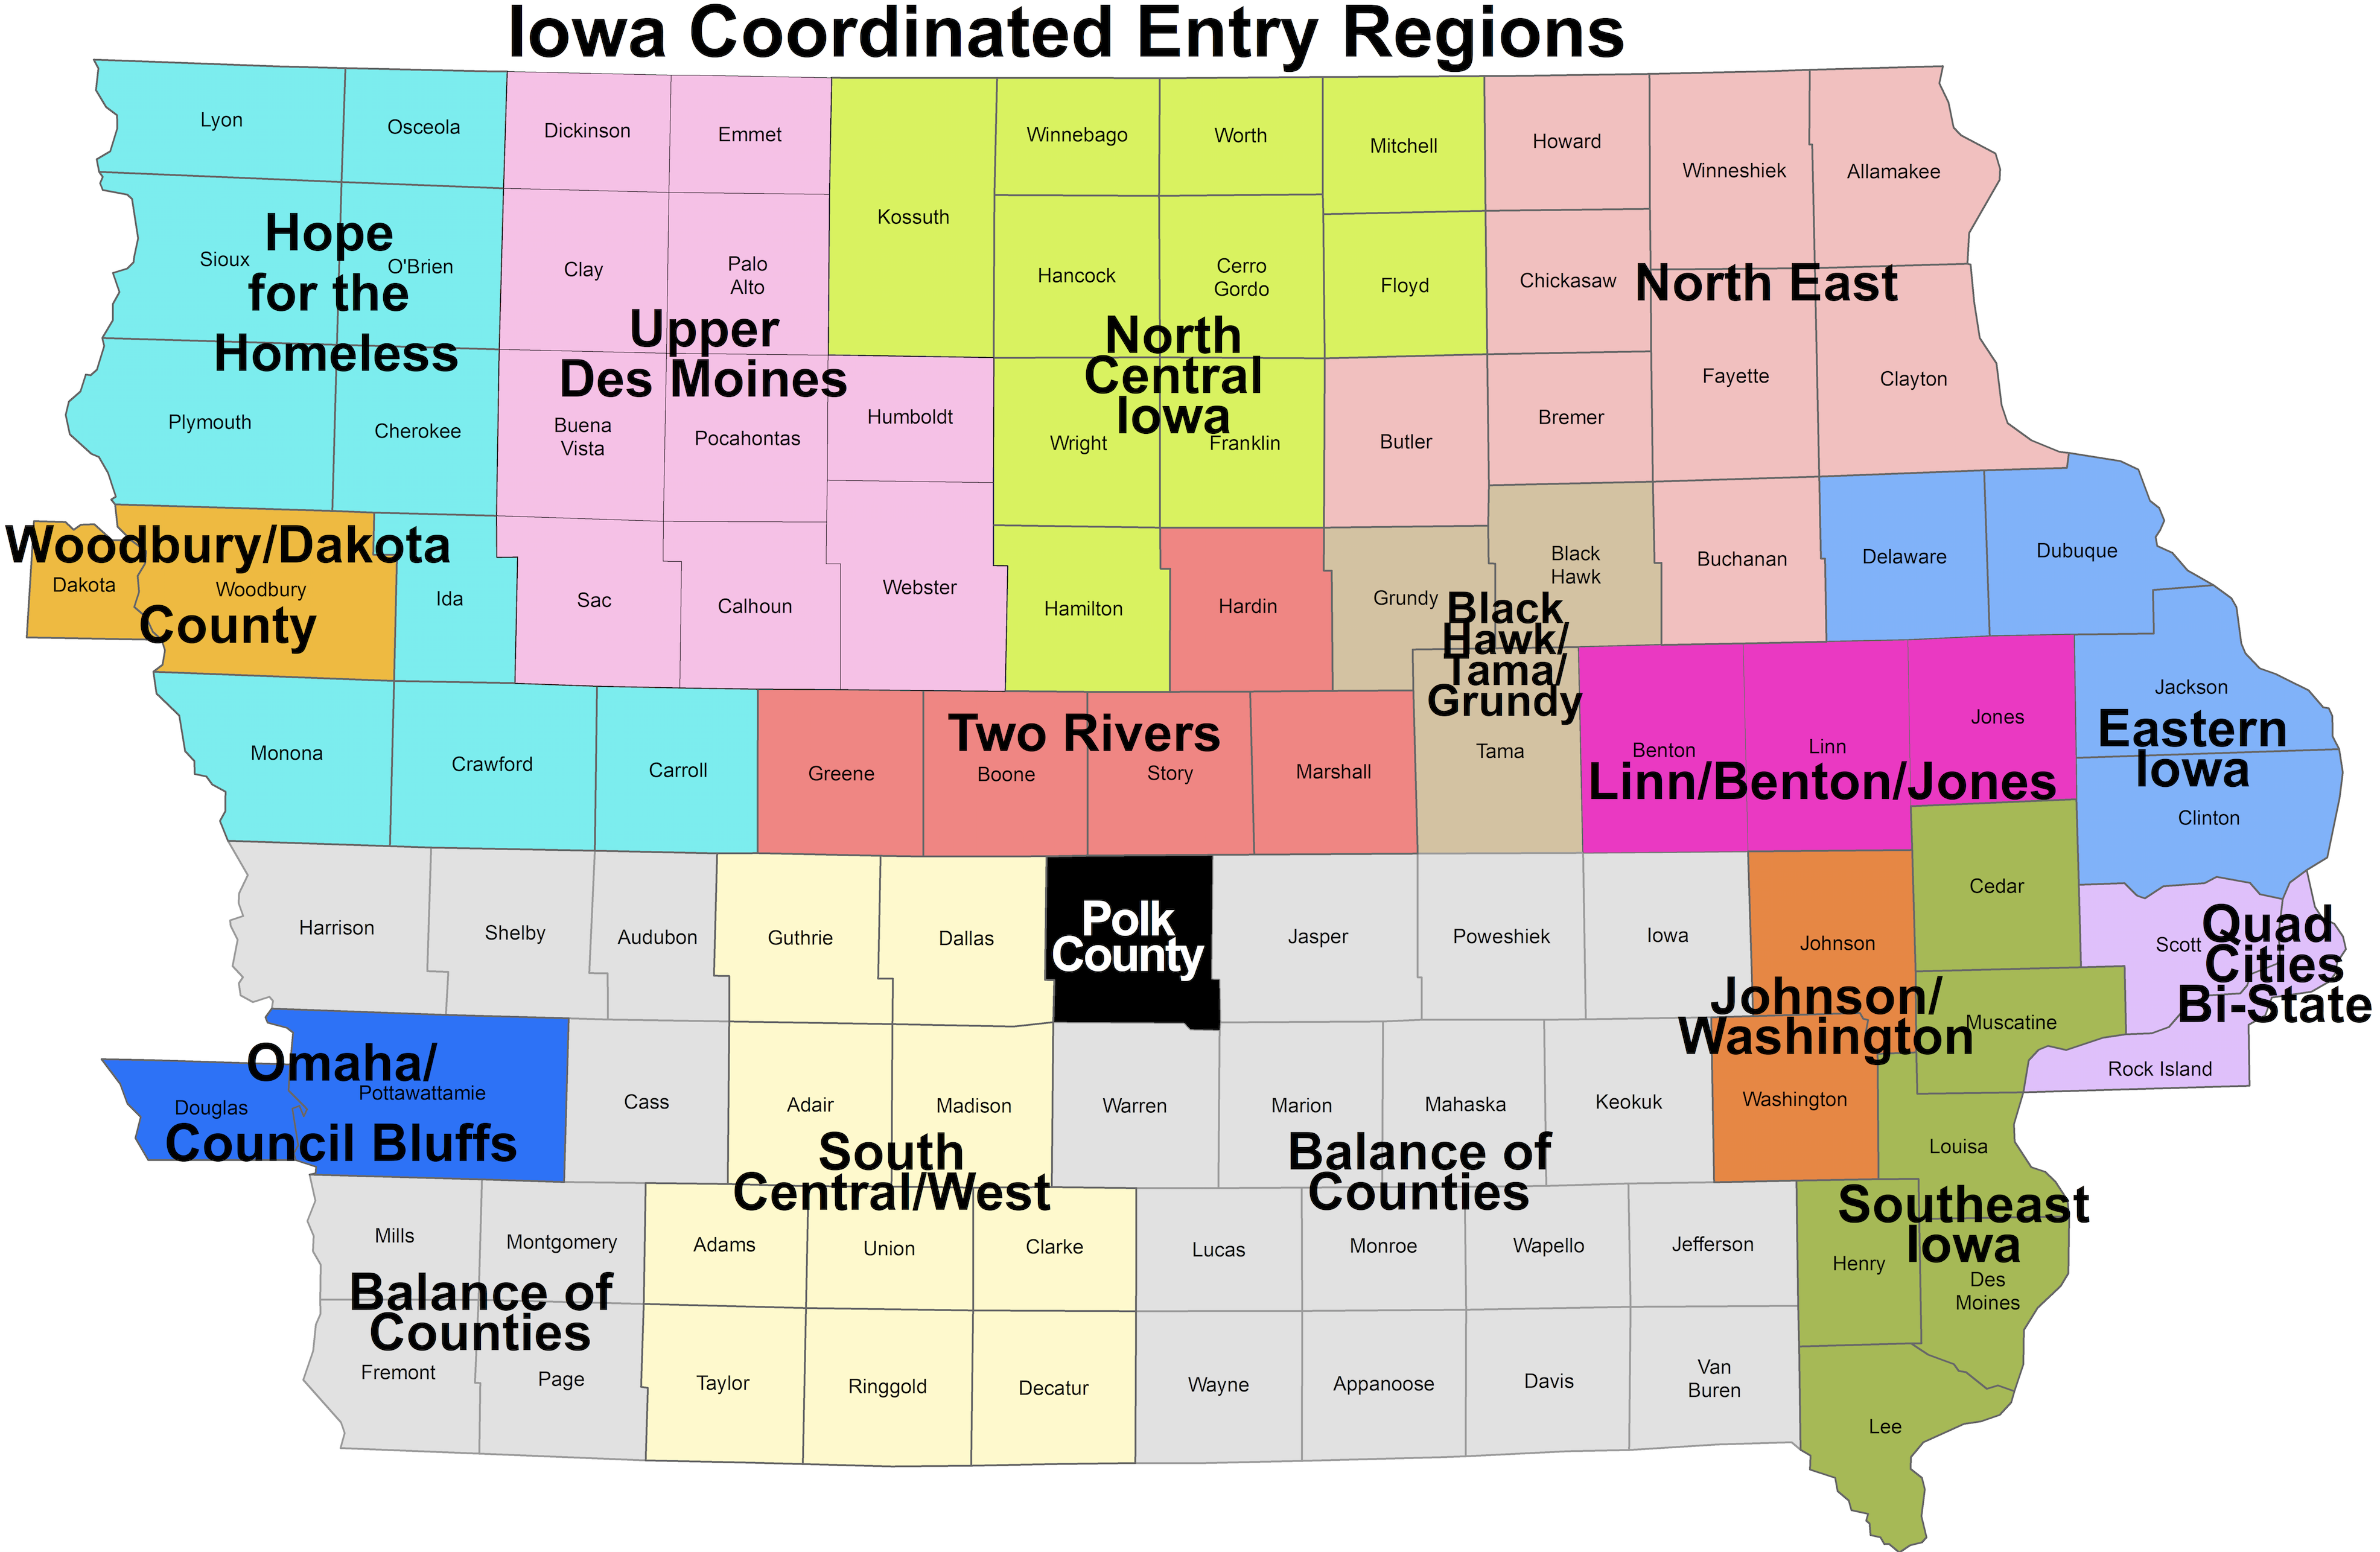 Iowa Coordinated Entry Regions
Lyon
Osceola
Dickinson
Emmet
Kossuth
Winnebago
Worth
Mitchell
Howard
Winneshiek
Allamakee
Sioux
O'Brien
Hope
for the
Homeless
Clay
Palo
Alto
Upper
Des Moines
Hancock
Cerro
Gordo
Floyd
Chickasaw
North East
North
Central
Iowa
Plymouth
Cherokee
Buena
Vista
Pocahontas
Humboldt
Wright
Franklin
Butler
Bremer
Fayette
Clayton
Woodbury/Dakota
County
Dakota
Woodbury
Ida
Sac
Calhoun
Webster
Hamilton
Hardin
Grundy
Black
Hawk
Black
Hawk/
Tama/
Grundy
Buchanan
Delaware
Dubuque
Monona
Crawford
Carroll
Greene
Boone
Story
Two Rivers
Marshall
Tama
Benton
Linn
Jones
Linn/Benton/Jones
Jackson
Eastern
Iowa
Clinton
Harrison
Shelby
Audubon
Guthrie
Dallas
Polk
County
Jasper
Poweshiek
Iowa
Johnson
Cedar
Scott
Quad
Cities
Bi-State
Johnson/
Washington
Muscatine
Rock Island
Omaha/
Council Bluffs
Douglas
Pottawattamie
Cass
Adair
Madison
South
Central/West
Warren
Marion
Mahaska
Keokuk
Balance of
Counties
Washington
Louisa
Southeast
Iowa
Mills
Montgomery
Balance of
Counties
Adams
Union
Clarke
Lucas
Monroe
Wapello
Jefferson
Henry
Des
Moines
Fremont
Page
Taylor
Ringgold
Decatur
Wayne
Appanoose
Davis
Van
Buren
Lee